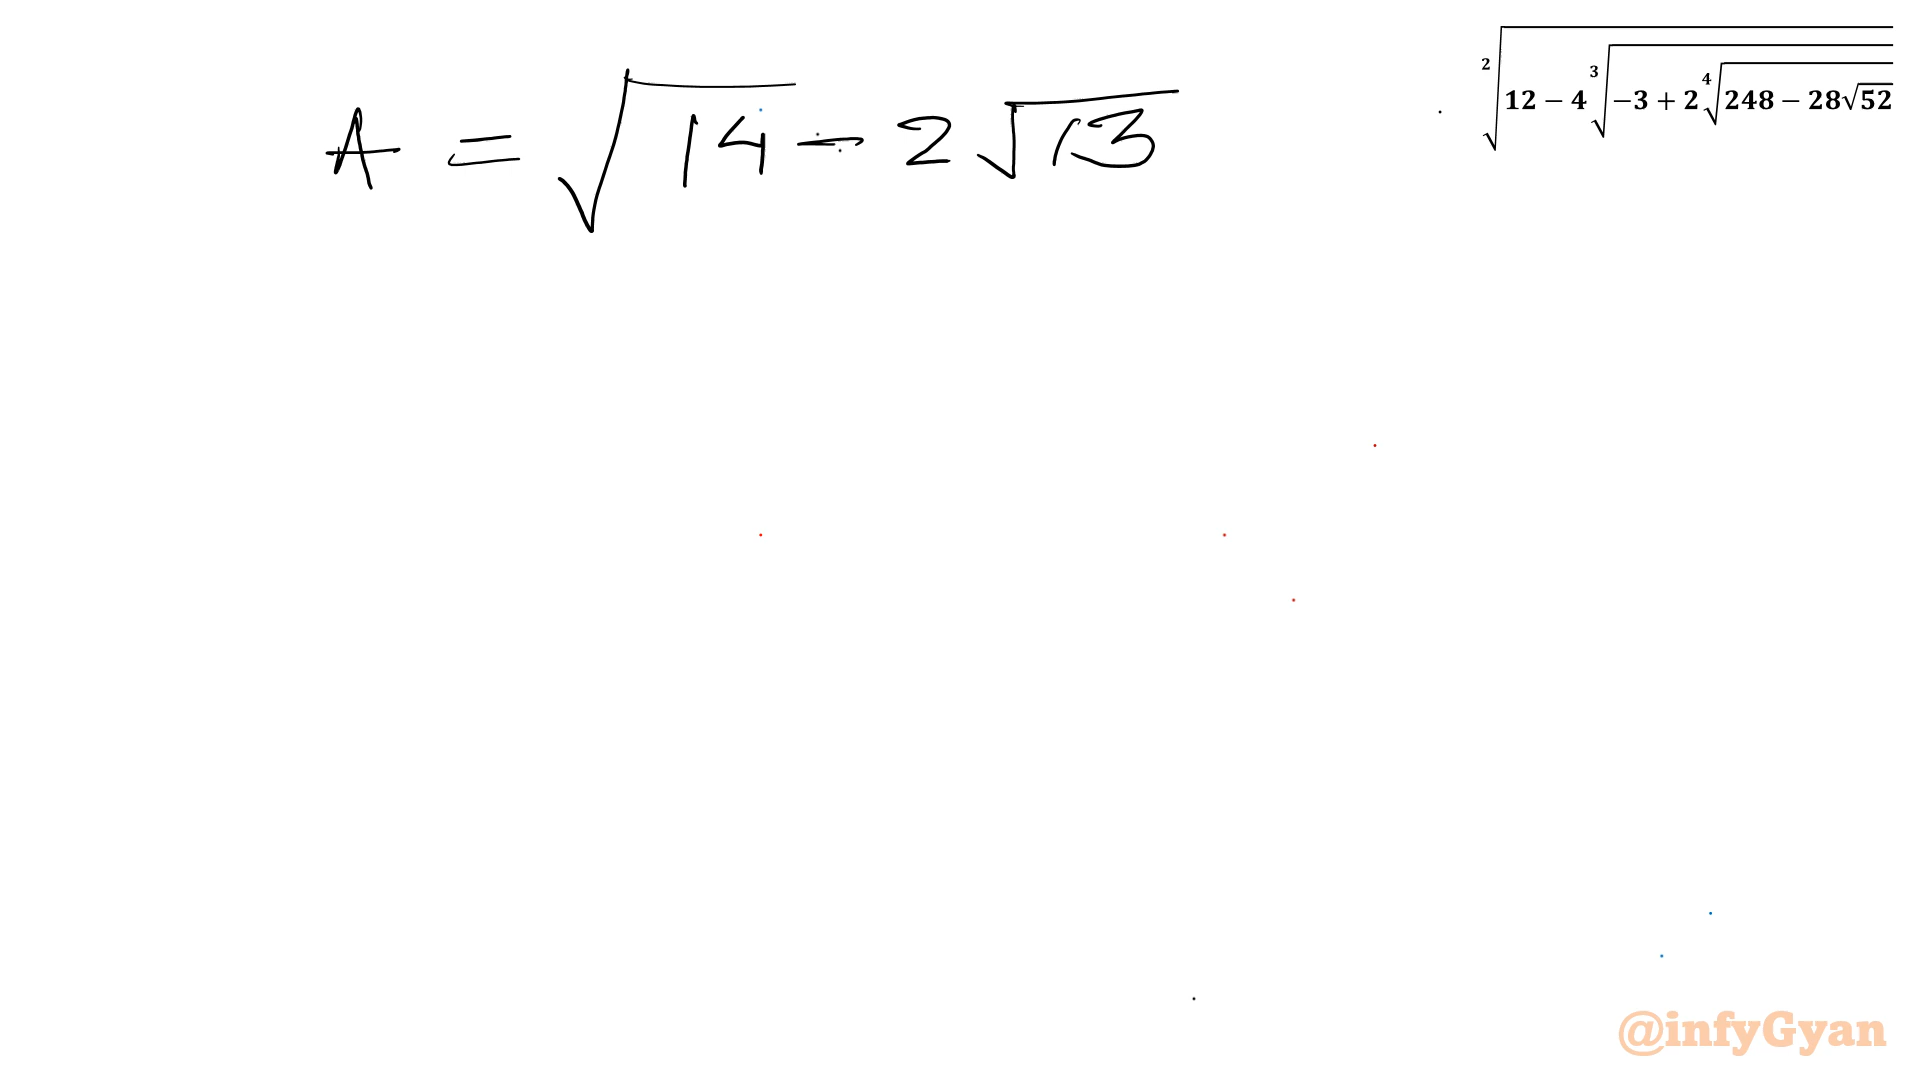 A = √14 - 2√13
²√12 − 4 ³√−3 + 2 ⁴√248 − 28√52
@infyGyan